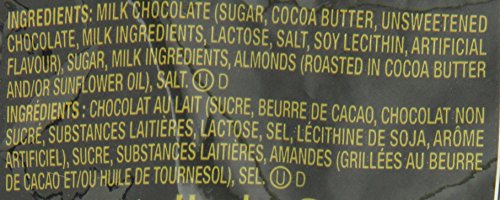 INGREDIENTS: MILK CHOCOLATE (SUGAR, COCOA BUTTER, UNSWEETENED
CHOCOLATE, MILK INGREDIENTS, LACTOSE, SALT, SOY LECITHIN, ARTIFICIAL
FLAVOUR), SUGAR, MILK INGREDIENTS, ALMONDS (ROASTED IN COCOA BUTTER
AND/OR SUNFLOWER OIL), SALT. U D
INGRÉDIENTS : CHOCOLAT AU LAIT (SUCRE, BEURRE DE CACAO, CHOCOLAT NON
SUCRÉ, SUBSTANCES LAITIÈRES, LACTOSE, SEL, LÉCITHINE DE SOJA, ARÔME
ARTIFICIEL), SUCRE, SUBSTANCES LAITIÈRES, AMANDES (GRILLÉES AU BEURRE
DE CACAO ET/OU HUILE DE TOURNESOL), SEL. U D